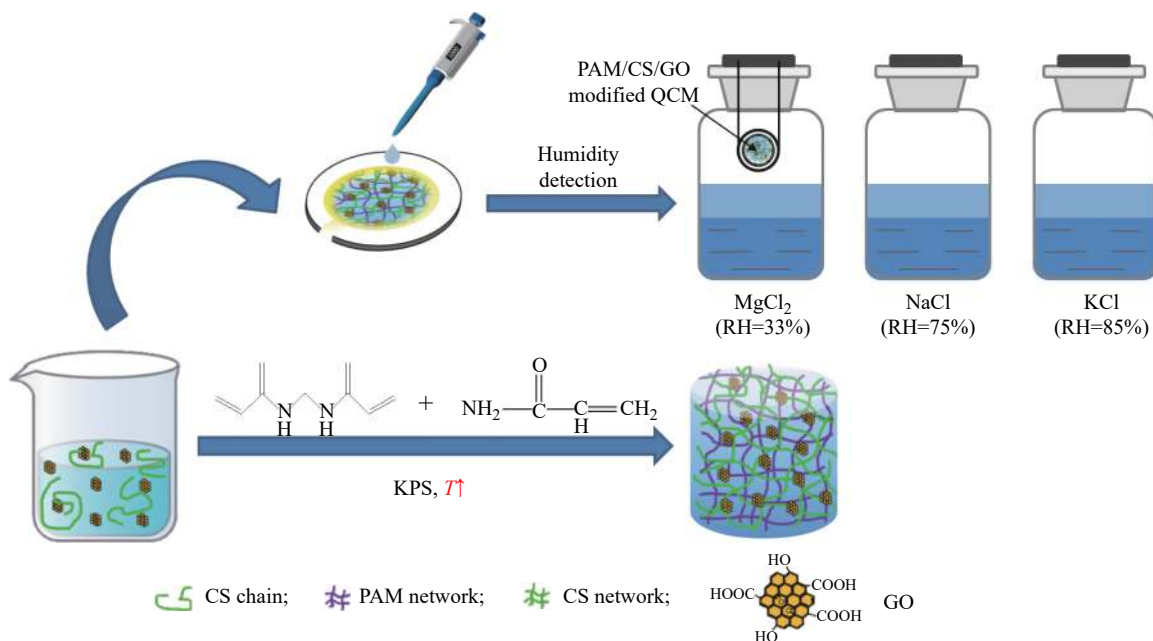 PAM/CS/GO
modified QCM
Humidity
detection
MgCl₂
(RH=33%)
NaCl
(RH=75%)
KCl
(RH=85%)
N
H
N
H
+
O
NH₂
C
C
H
CH₂
KPS, T↑
CS chain;
PAM network;
CS network;
HO
HOOC
COOH
COOH
HO
GO